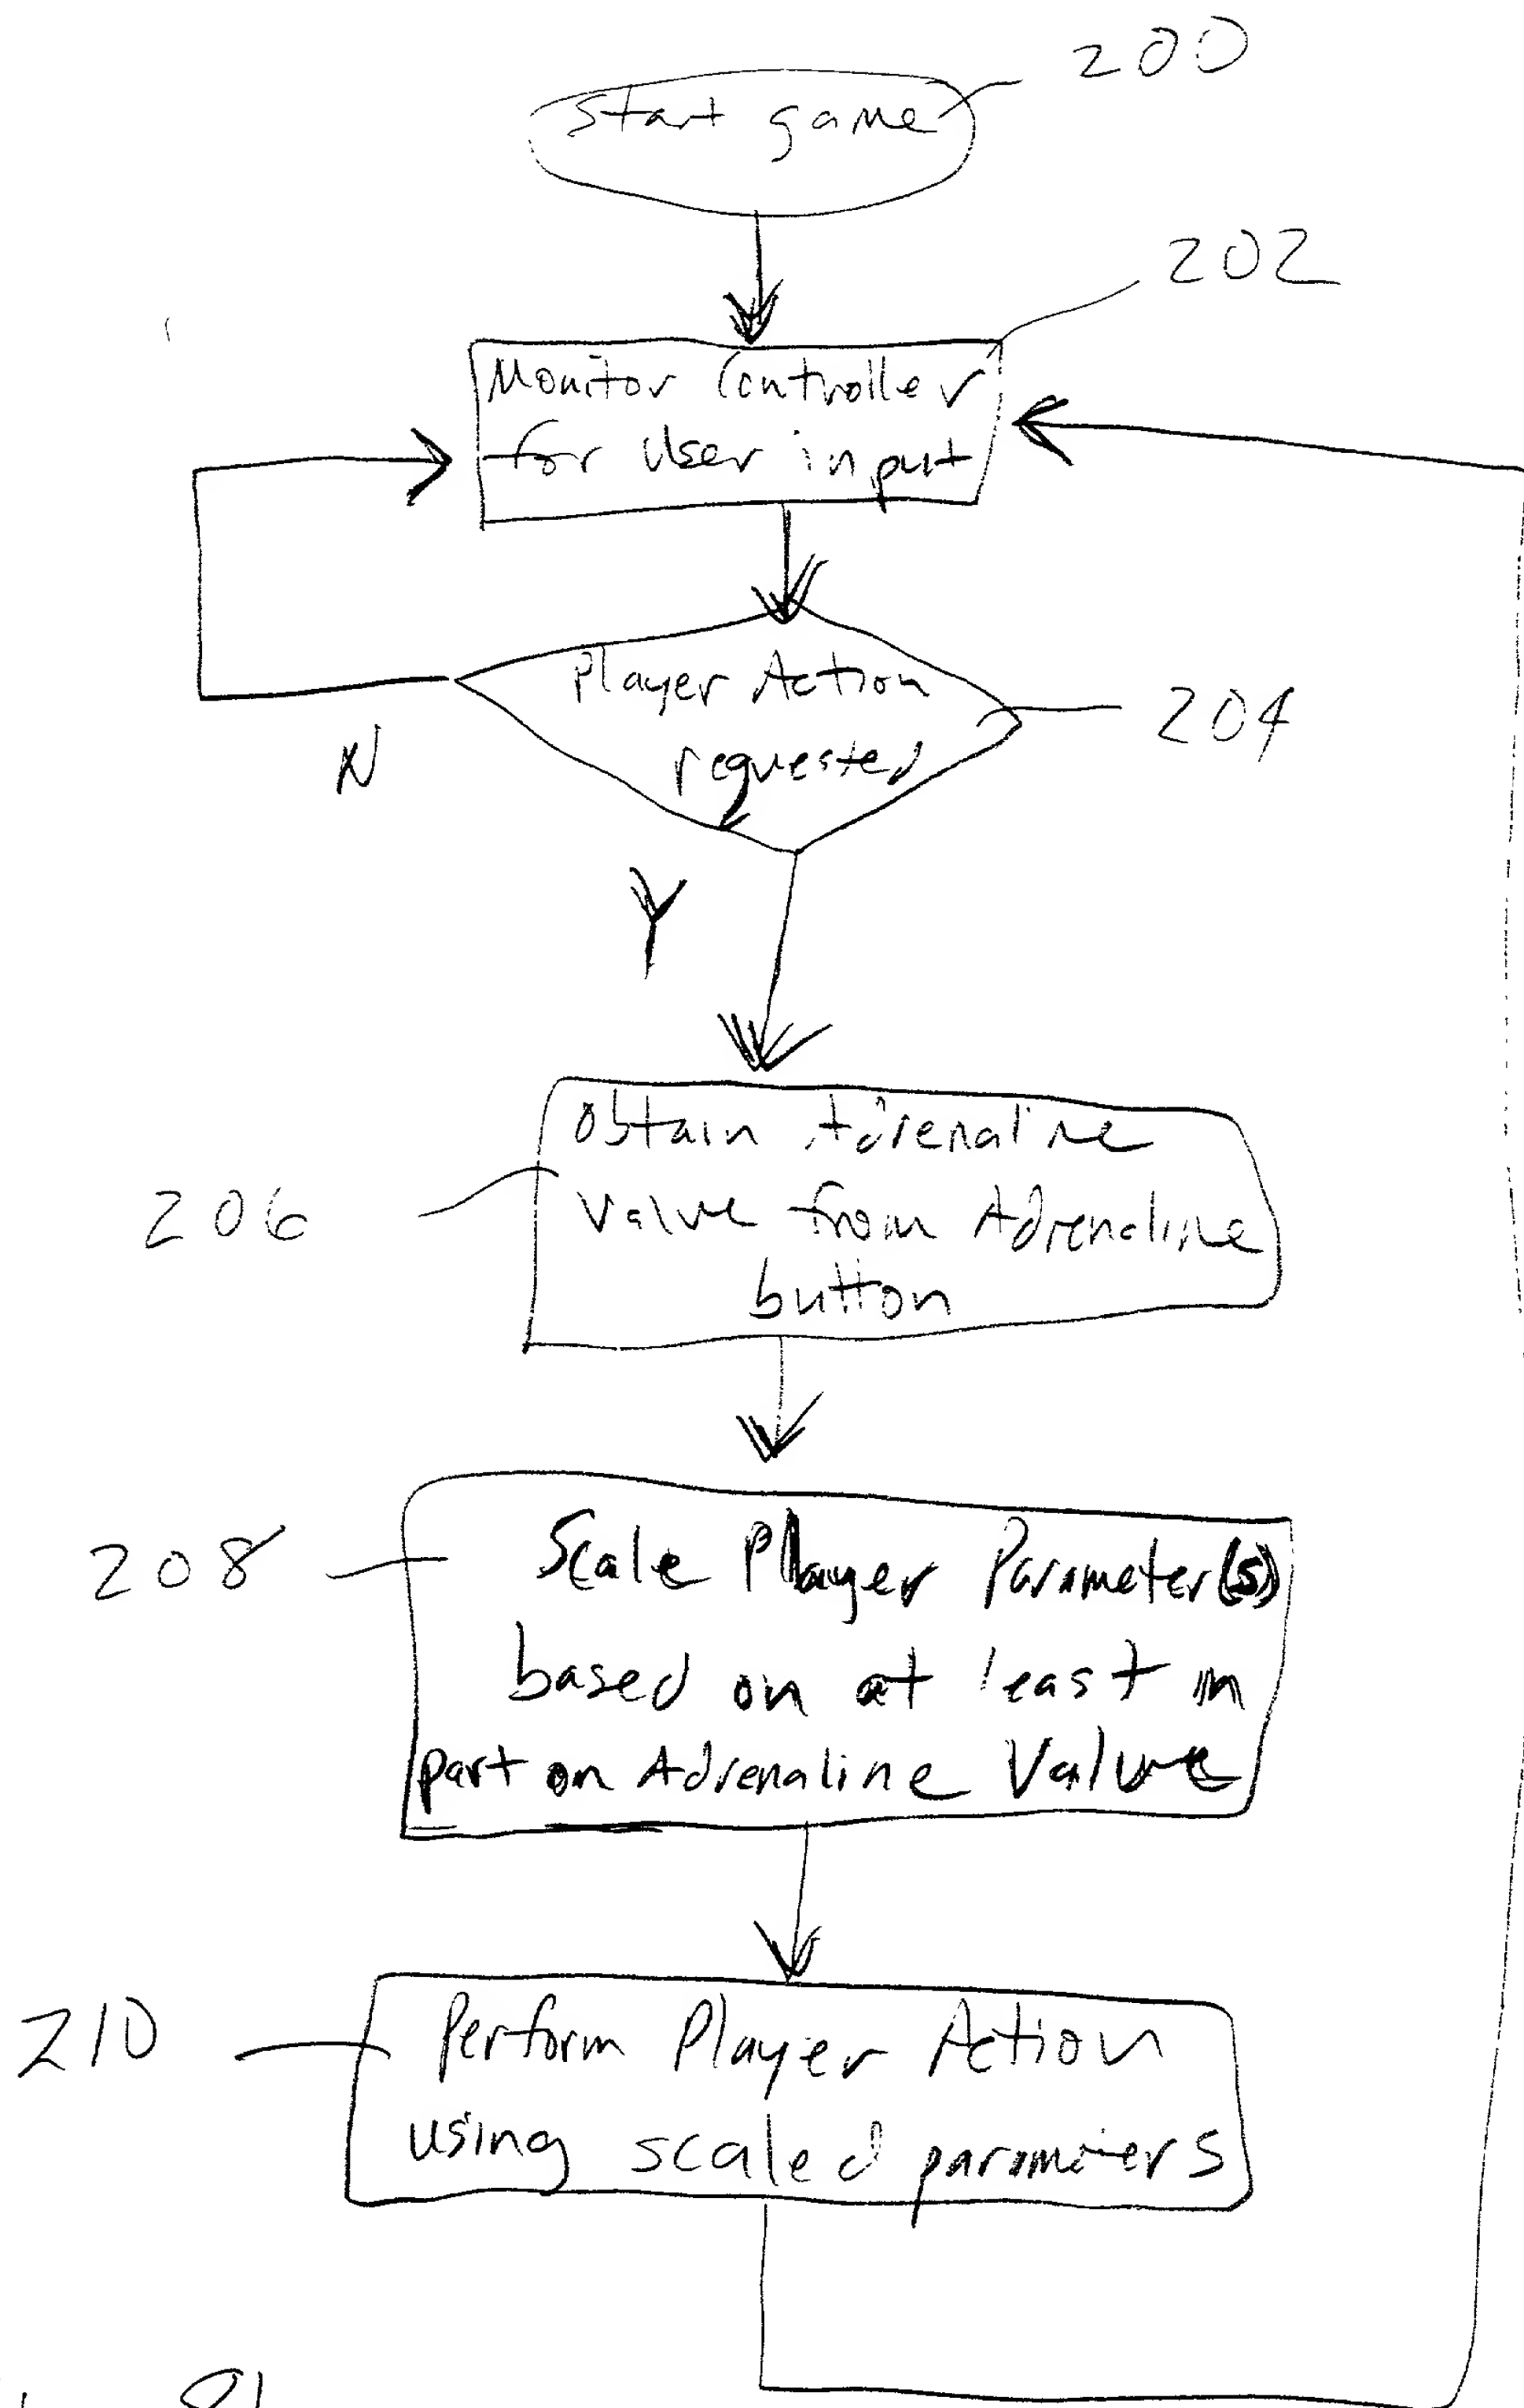 200
Start game
202
Monitor Controller
for user input
Player Action
requested
204
N
Y
Obtain Adrenaline
Value from Adrenaline
button
206
Scale Player Parameter(s)
based on at least in
part on Adrenaline Value
208
210
Perform Player Action
using scaled parameters